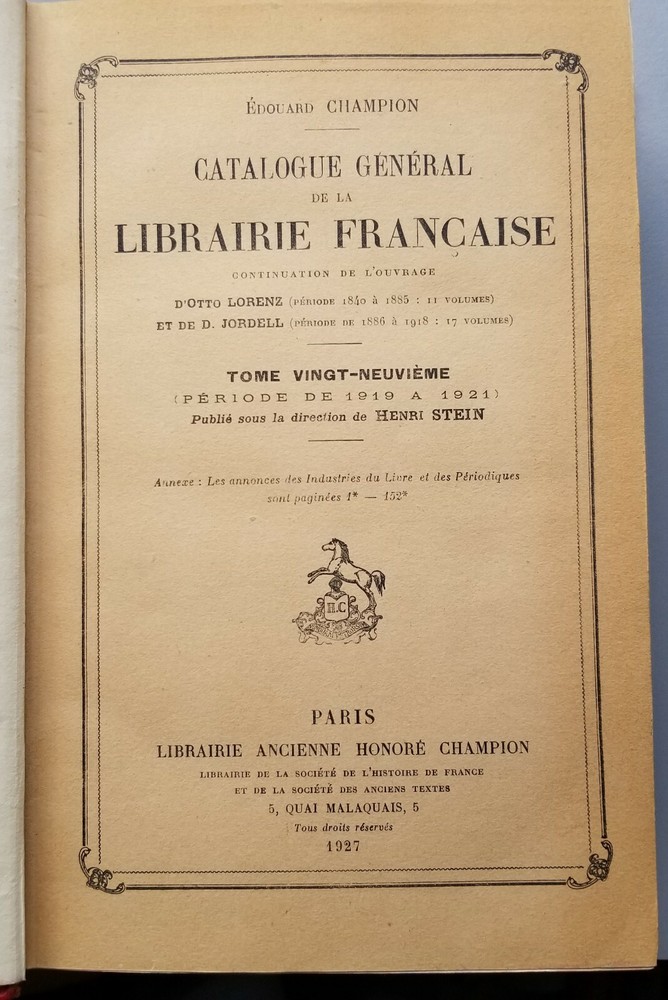 ÉDOUARD CHAMPION
CATALOGUE GÉNÉRAL
DE LA
LIBRAIRIE FRANÇAISE
CONTINUATION DE L'OUVRAGE
D'OTTO LORENZ (PÉRIODE 1840 à 1885 : 11 VOLUMES)
ET DE D. JORDELL (PÉRIODE DE 1886 à 1918 : 17 VOLUMES)
TOME VINGT-NEUVIÈME
(PÉRIODE DE 1919 A 1921)
Publié sous la direction de HENRI STEIN
Annexe : Les annonces des Industries du Livre et des Périodiques
sont paginées 1* — 152*
H.C
PARIS
LIBRAIRIE ANCIENNE HONORÉ CHAMPION
LIBRAIRIE DE LA SOCIÉTÉ DE L'HISTOIRE DE FRANCE
ET DE LA SOCIÉTÉ DES ANCIENS TEXTES
5, QUAI MALAQUAIS, 5
Tous droits réservés
1927